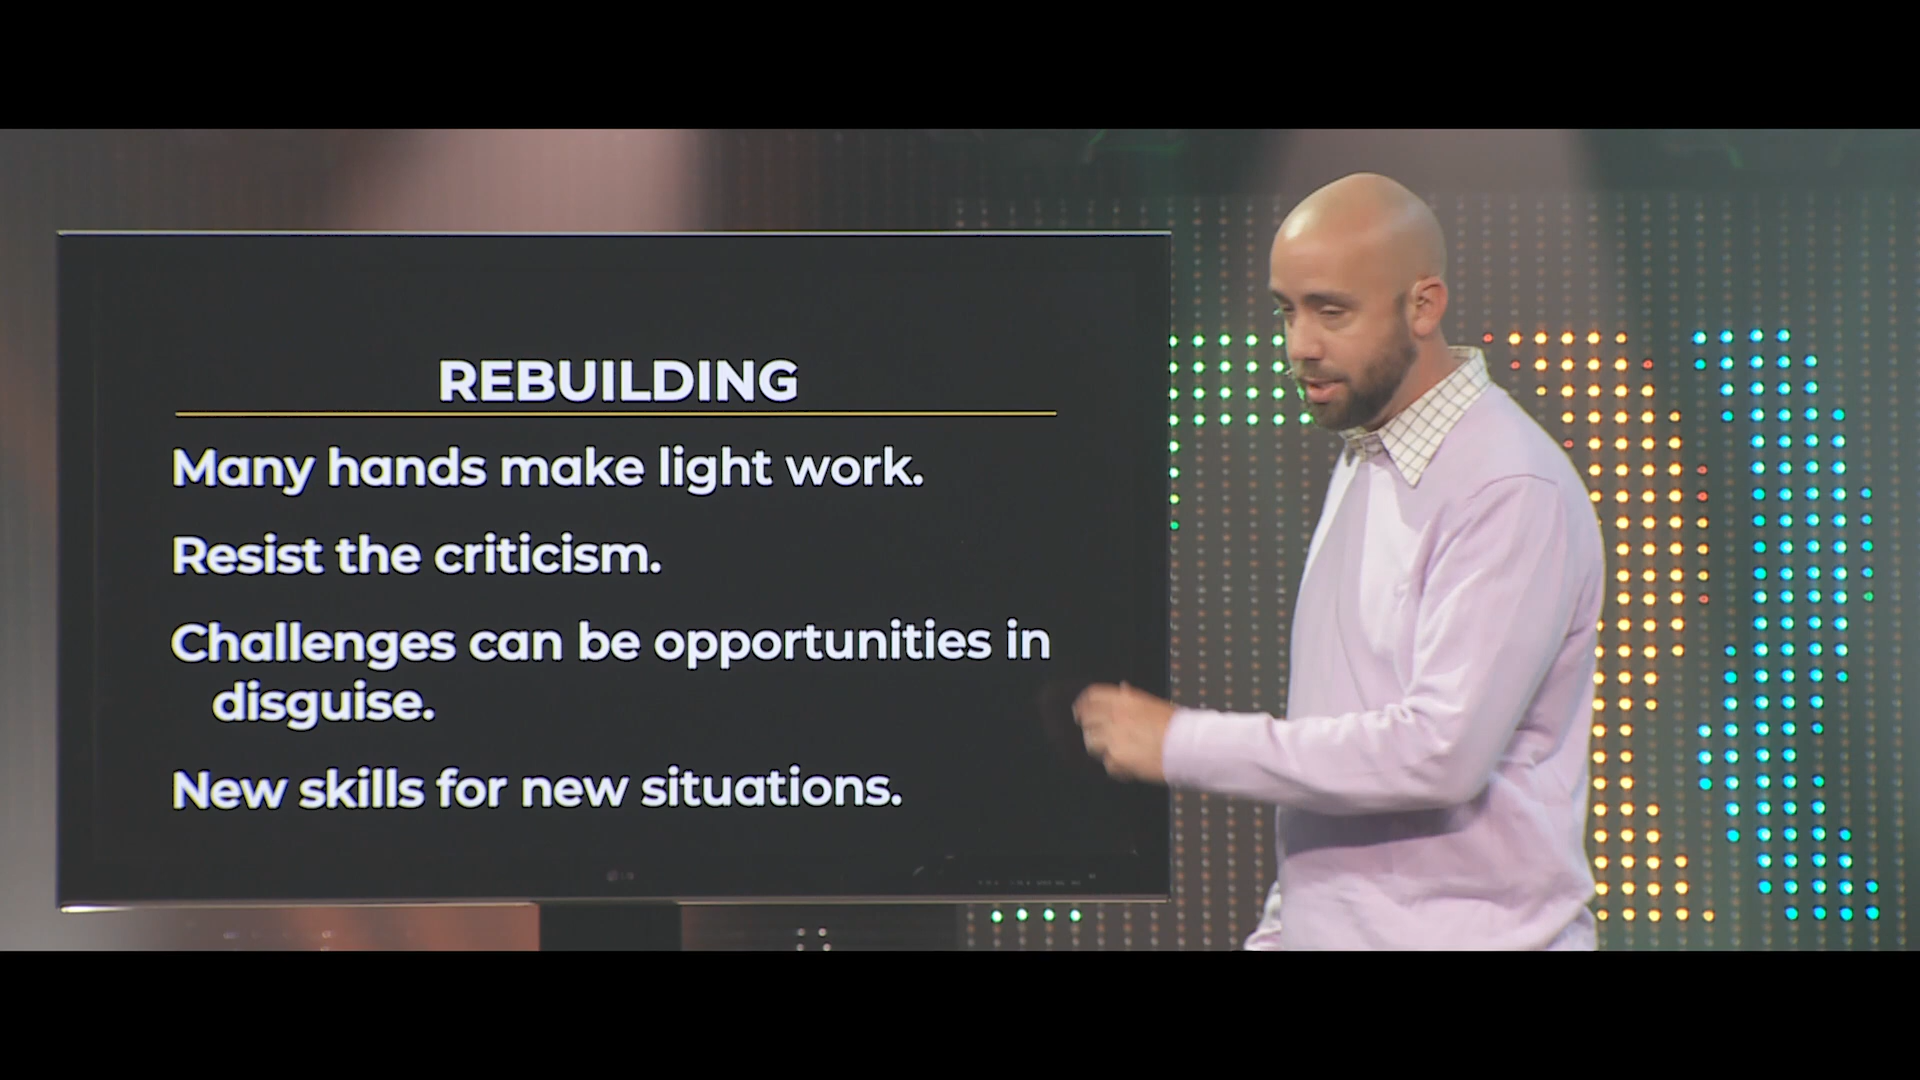 REBUILDING
Many hands make light work.
Resist the criticism.
Challenges can be opportunities in
disguise.
New skills for new situations.
LG